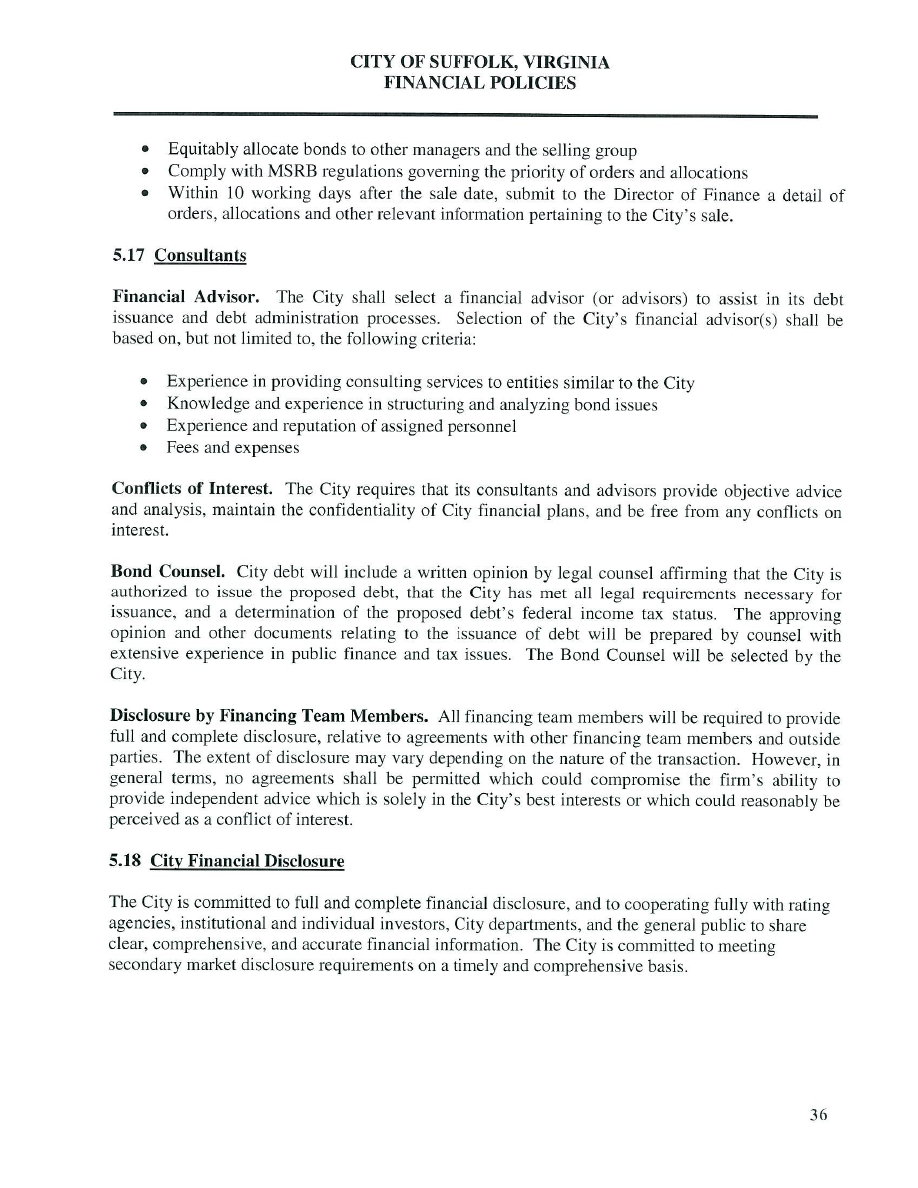 CITY OF SUFFOLK, VIRGINIA
FINANCIAL POLICIES
• Equitably allocate bonds to other managers and the selling group
• Comply with MSRB regulations governing the priority of orders and allocations
• Within 10 working days after the sale date, submit to the Director of Finance a detail of
orders, allocations and other relevant information pertaining to the City's sale.
5.17 Consultants
Financial Advisor. The City shall select a financial advisor (or advisors) to assist in its debt
issuance and debt administration processes. Selection of the City's financial advisor(s) shall be
based on, but not limited to, the following criteria:
• Experience in providing consulting services to entities similar to the City
• Knowledge and experience in structuring and analyzing bond issues
• Experience and reputation of assigned personnel
• Fees and expenses
Conflicts of Interest. The City requires that its consultants and advisors provide objective advice
and analysis, maintain the confidentiality of City financial plans, and be free from any conflicts on
interest.
Bond Counsel. City debt will include a written opinion by legal counsel affirming that the City is
authorized to issue the proposed debt, that the City has met all legal requirements necessary for
issuance, and a determination of the proposed debt's federal income tax status. The approving
opinion and other documents relating to the issuance of debt will be prepared by counsel with
extensive experience in public finance and tax issues. The Bond Counsel will be selected by the
City.
Disclosure by Financing Team Members. All financing team members will be required to provide
full and complete disclosure, relative to agreements with other financing team members and outside
parties. The extent of disclosure may vary depending on the nature of the transaction. However, in
general terms, no agreements shall be permitted which could compromise the firm's ability to
provide independent advice which is solely in the City's best interests or which could reasonably be
perceived as a conflict of interest.
5.18 City Financial Disclosure
The City is committed to full and complete financial disclosure, and to cooperating fully with rating
agencies, institutional and individual investors, City departments, and the general public to share
clear, comprehensive, and accurate financial information. The City is committed to meeting
secondary market disclosure requirements on a timely and comprehensive basis.
36